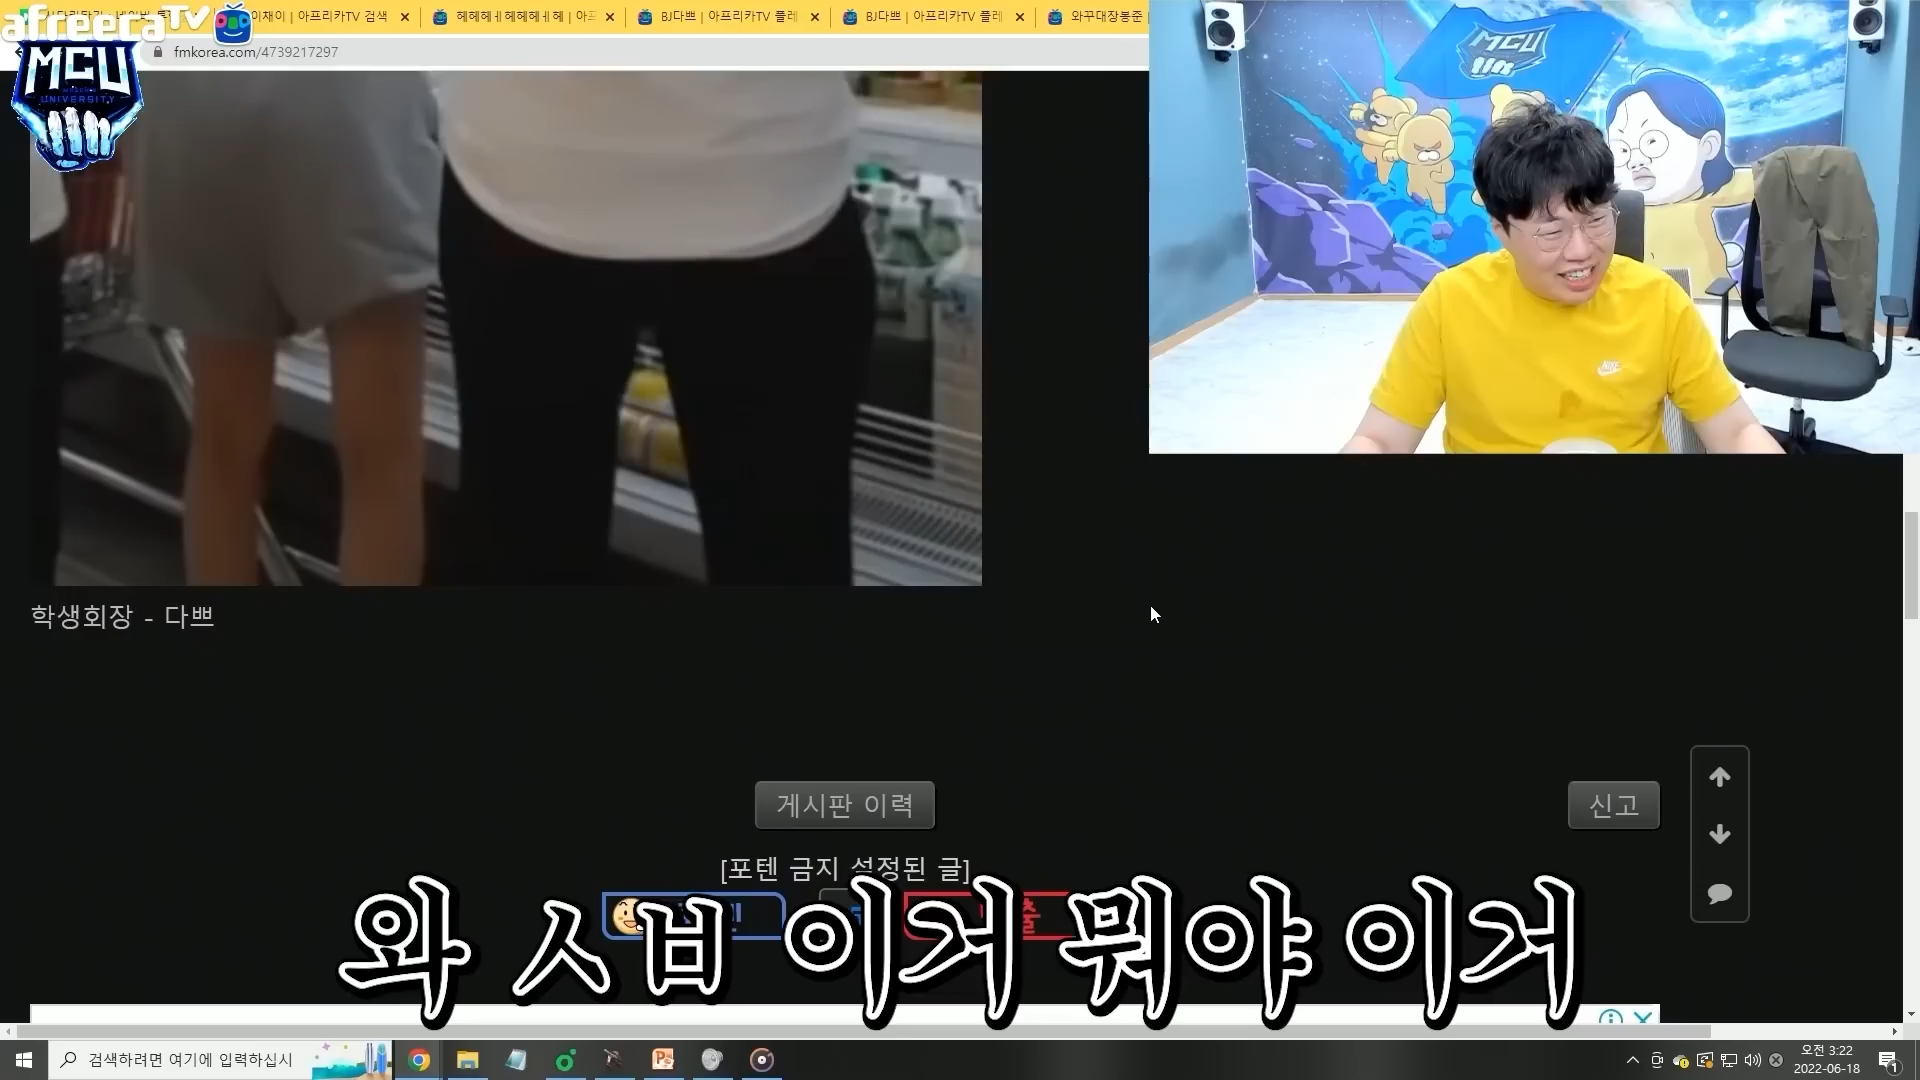 afreecaTV
이채이 | 아프리카TV 검색
헤헤헤ㅔ헤헤헤ㅔ헤 | 아프
BJ다쁘 | 아프리카TV 플레
BJ다쁘 | 아프리카TV 플레
와꾸대장봉준
fmkorea.com/4739217297
MCU
UNIVERSITY
MCU
NIKE
학생회장 - 다쁘
게시판 이력
신고
[포텐 금지 설정된 글]
와 ㅅㅂ 이거 뭐야 이거
검색하려면 여기에 입력하십시
오전 3:22
2022-06-18
1